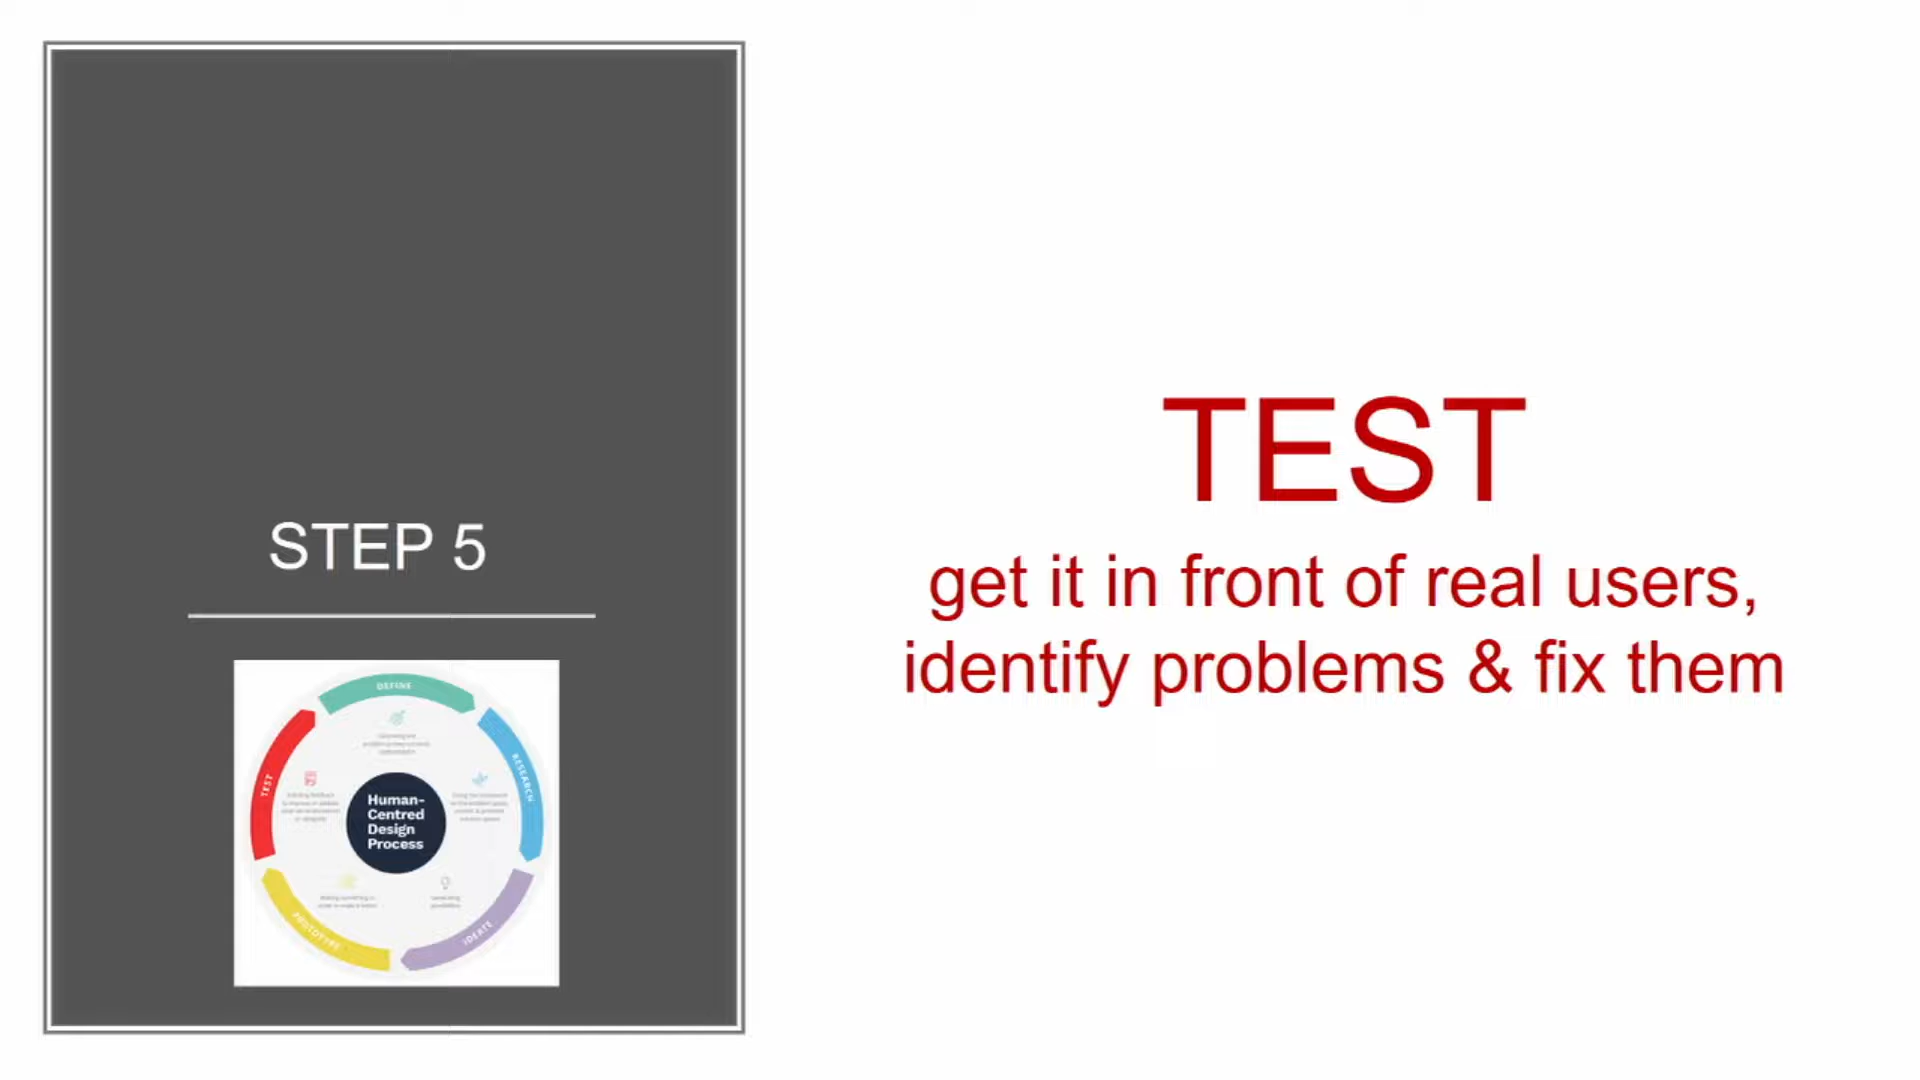 STEP 5
DEFINE
RESEARCH
IDEATE
PROTOTYPE
TEST
Human-
Centred
Design
Process
TEST
get it in front of real users,
identify problems & fix them